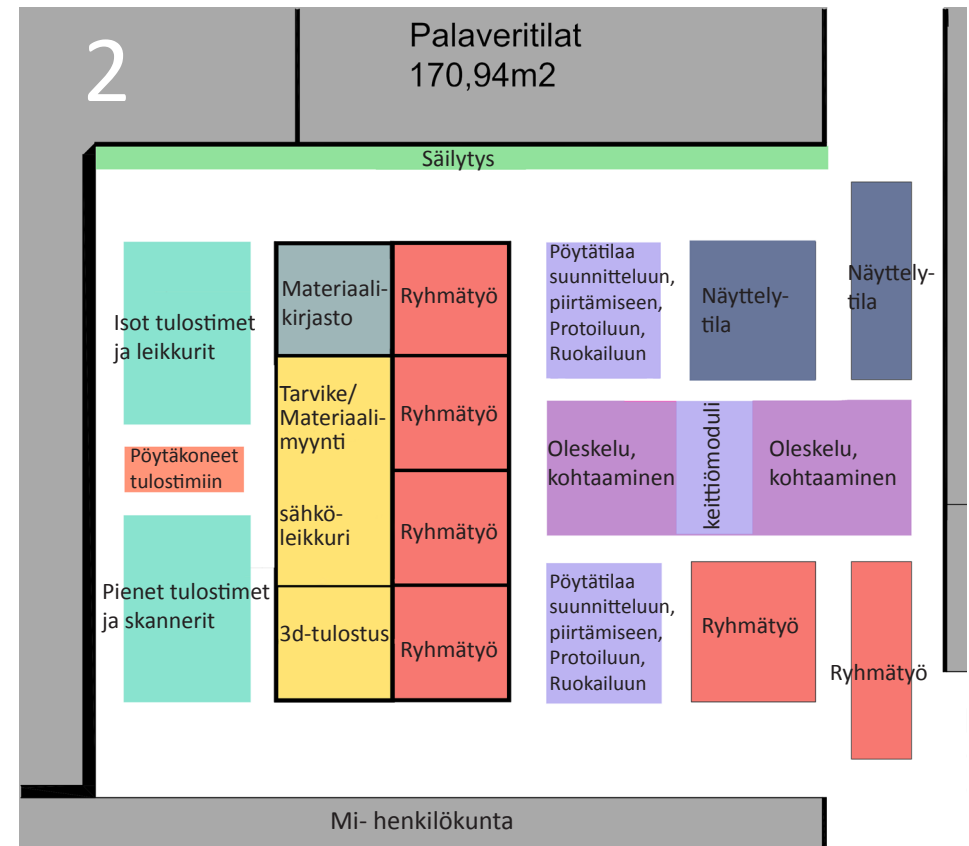 2
Palaveritilat
170,94m2
Säilytys
Isot tulostimet
ja leikkurit
Materiaali-
kirjasto
Ryhmätyö
Pöytätilaa
suunnitteluun,
piirtämiseen,
Protoiluun,
Ruokailuun
Näyttely-
tila
Näyttely-
tila
Tarvike/
Materiaali-
myynti
Ryhmätyö
Pöytäkoneet
tulostimiin
Oleskelu,
kohtaaminen
keittiömoduli
Oleskelu,
kohtaaminen
sähkö-
leikkuri
Ryhmätyö
Pienet tulostimet
ja skannerit
3d-tulostus
Ryhmätyö
Pöytätilaa
suunnitteluun,
piirtämiseen,
Protoiluun,
Ruokailuun
Ryhmätyö
Ryhmätyö
Mi- henkilökunta